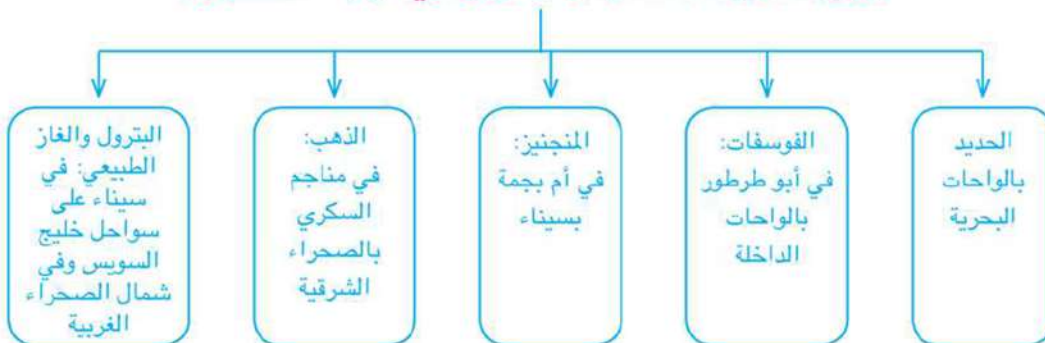 الحديد
بالواحات
البحرية
الفوسفات:
في أبو طرطور
بالواحات
الداخلة
المنجنيز:
في أم بجمة
بسيناء
الذهب:
في مناجم
السكري
بالصحراء
الشرقية
البترول والغاز
الطبيعي: في
سيناء على
سواحل خليج
السويس وفي
شمال الصحراء
الغربية